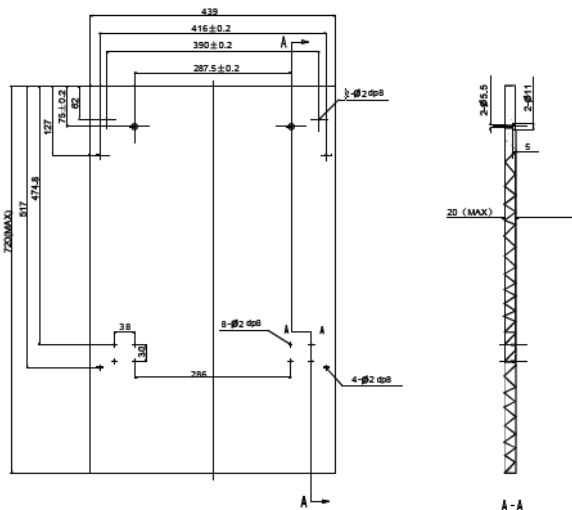 439
416±0.2
A
390±0.2
287.5±0.2
2-Ø2 dp8
62
75±0.2
127
474.8
517
720(MAX)
38
30
8-Ø2 dp8
A
A
286
4-Ø2 dp8
A
2-Ø5.5
2-Ø11
5
20 (MAX)
A-A